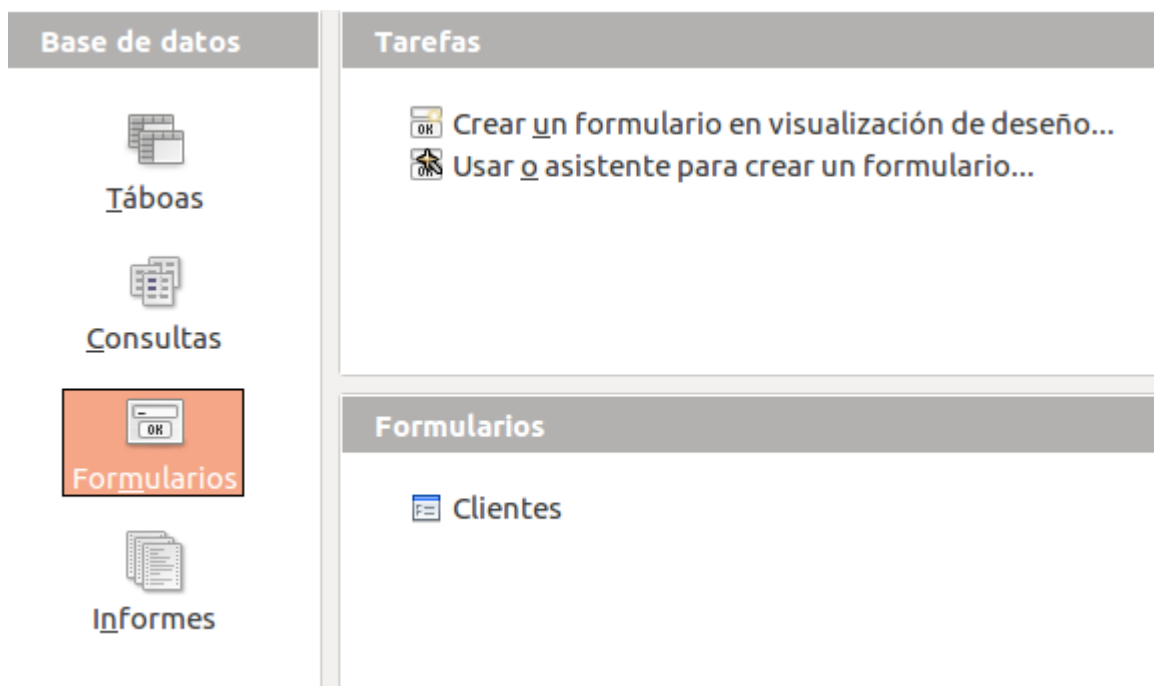 Base de datos
Táboas
Consultas
Formularios
Informes
Tarefas
Crear un formulario en visualización de deseño...
Usar o asistente para crear un formulario...
Formularios
Clientes